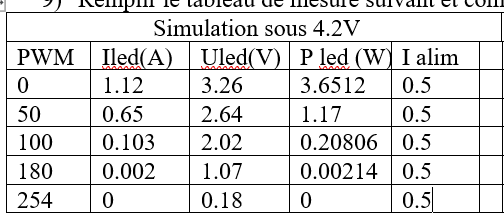 9) Remplir le tableau de mesure suivant et com
Simulation sous 4.2V
PWM Iled(A) Uled(V) P led (W) I alim
0 1.12 3.26 3.6512 0.5
50 0.65 2.64 1.17 0.5
100 0.103 2.02 0.20806 0.5
180 0.002 1.07 0.00214 0.5
254 0 0.18 0 0.5